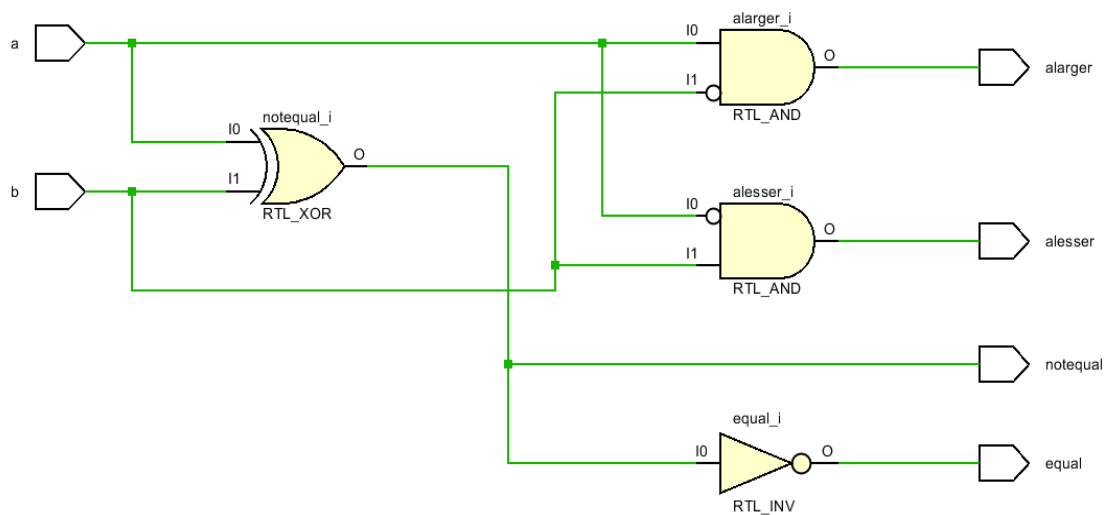 alarger_i
a
I0
O
alarger
I1
notequal_i
RTL_AND
I0
O
b
I1
alesser_i
RTL_XOR
I0
O
alesser
I1
RTL_AND
notequal
equal_i
I0
O
equal
RTL_INV